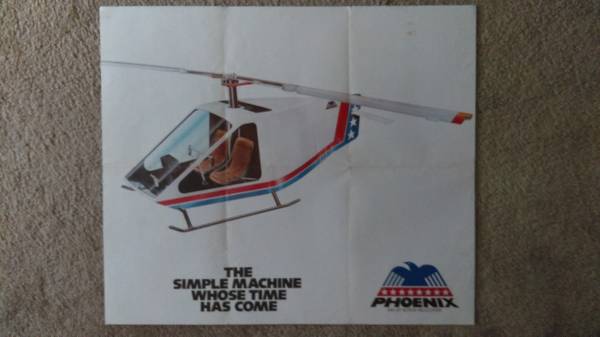 THE
SIMPLE MACHINE
WHOSE TIME
HAS COME
PHOENIX